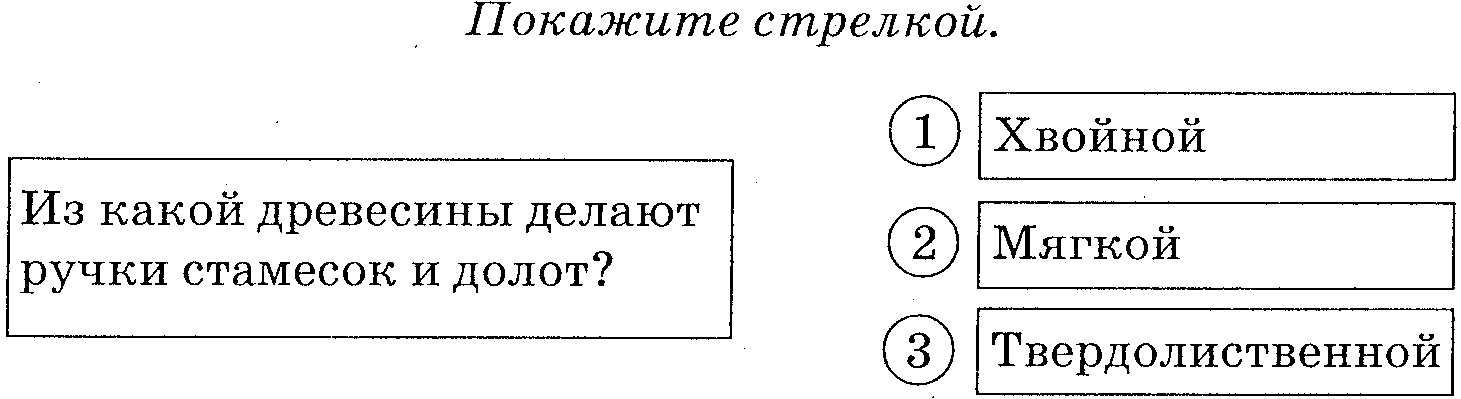 Покажите стрелкой.
1 Хвойной
Из какой древесины делают
ручки стамесок и долот?
2 Мягкой
3 Твердолиственной